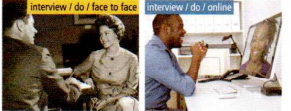 interview / do / face to face
interview / do / online